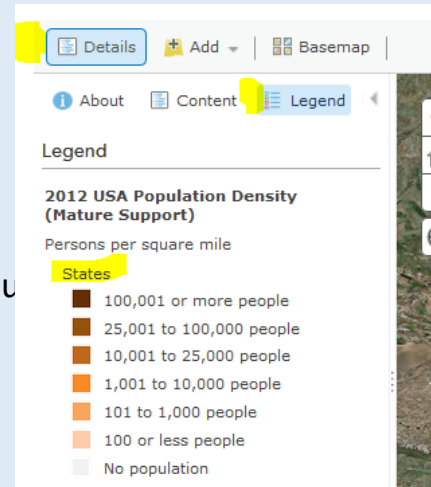 Details Add Basemap
About Content Legend
Legend
2012 USA Population Density
(Mature Support)
Persons per square mile
States
100,001 or more people
25,001 to 100,000 people
10,001 to 25,000 people
1,001 to 10,000 people
101 to 1,000 people
100 or less people
No population